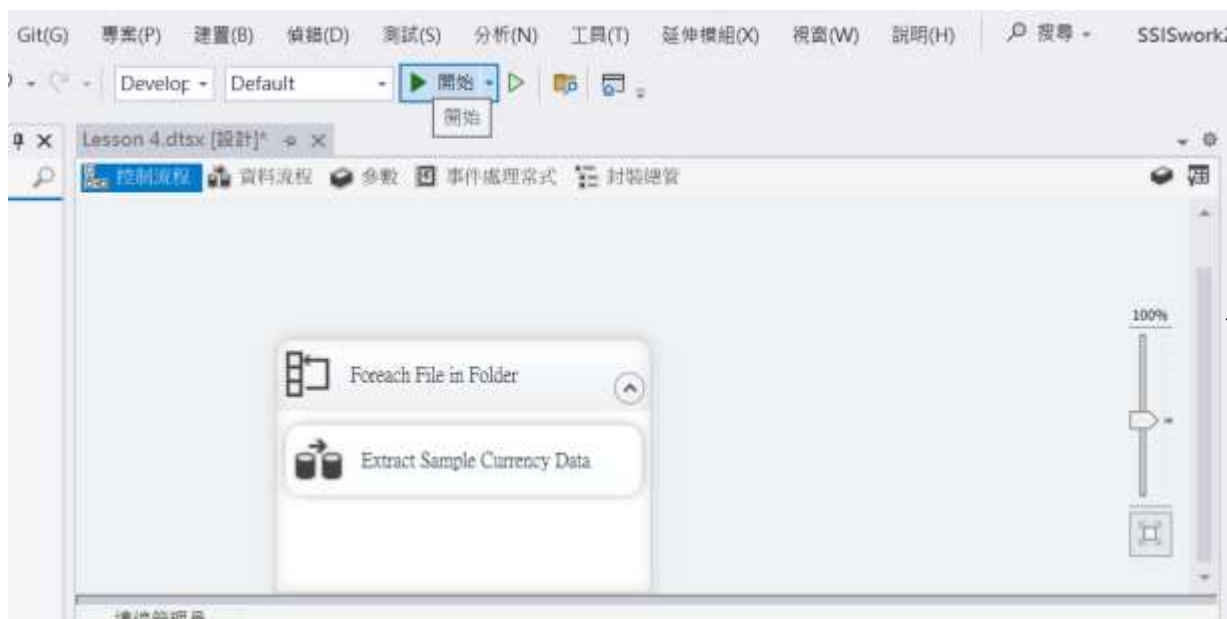 Git(G) 專案(P) 建置(B) 偵錯(D) 測試(S) 分析(N) 工具(T) 延伸模組(X) 視窗(W) 說明(H) 搜尋 SSISwork2
Develop Default 開始
開始
Lesson 4.dtsx [設計]*
控制流程 資料流程 參數 事件處理常式 封裝總管
100%
Foreach File in Folder
Extract Sample Currency Data